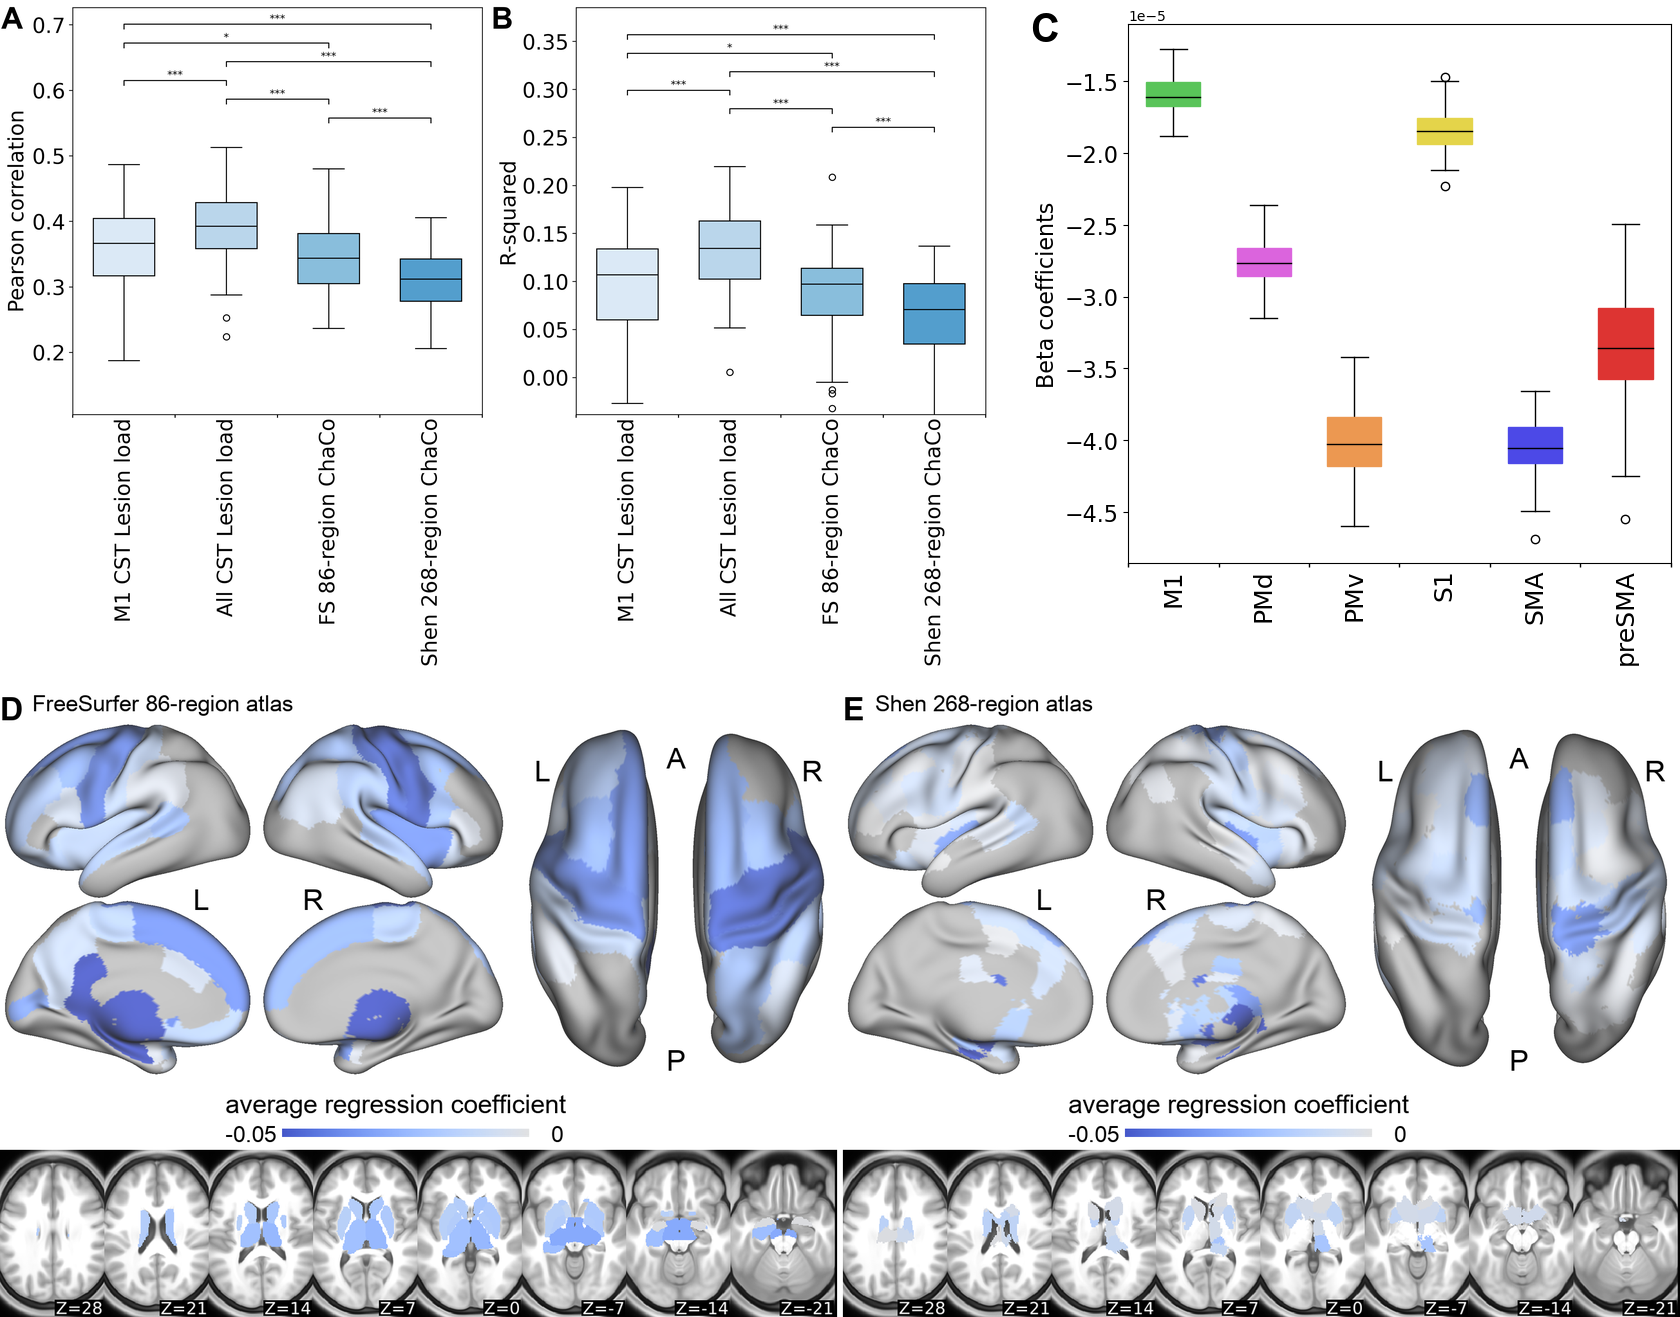 A
0.7
0.6
0.5
0.4
0.3
0.2
Pearson correlation
***
*
***
***
***
***
M1 CST Lesion load
All CST Lesion load
FS 86-region ChaCo
Shen 268-region ChaCo
B
0.35
0.30
0.25
0.20
0.15
0.10
0.05
0.00
R-squared
***
*
***
***
***
***
M1 CST Lesion load
All CST Lesion load
FS 86-region ChaCo
Shen 268-region ChaCo
C
1e−5
−1.5
−2.0
−2.5
−3.0
−3.5
−4.0
−4.5
Beta coefficients
M1
PMd
PMv
S1
SMA
preSMA
D FreeSurfer 86-region atlas
L A R
L R
P
average regression coefficient
-0.05 0
Z=28 Z=21 Z=14 Z=7 Z=0 Z=-7 Z=-14 Z=-21
E Shen 268-region atlas
L A R
L R
P
average regression coefficient
-0.05 0
Z=28 Z=21 Z=14 Z=7 Z=0 Z=-7 Z=-14 Z=-21